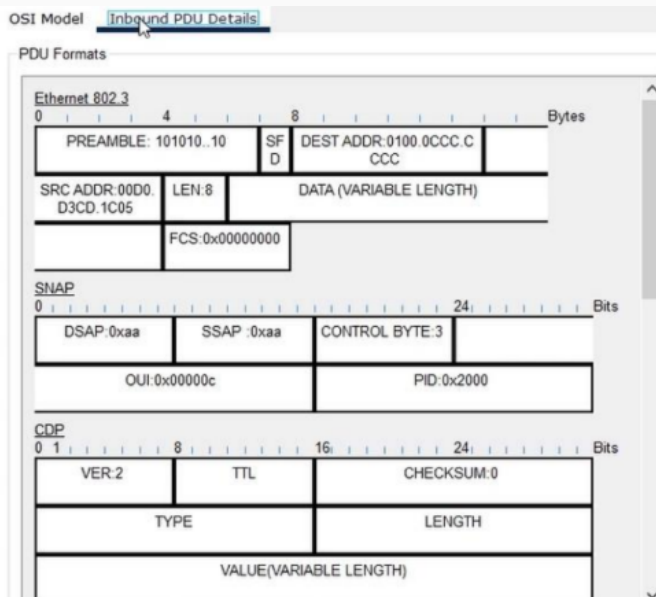 OSI Model Inbound PDU Details
PDU Formats
Ethernet 802.3
0 4 8 Bytes
PREAMBLE: 101010..10 SF D DEST ADDR:0100.0CCC.C CCC
SRC ADDR:00D0. D3CD.1C05 LEN:8 DATA (VARIABLE LENGTH)
FCS:0x00000000
SNAP
0 24 Bits
DSAP:0xaa SSAP :0xaa CONTROL BYTE:3
OUI:0x00000c PID:0x2000
CDP
0 1 8 16 24 Bits
VER:2 TTL CHECKSUM:0
TYPE LENGTH
VALUE(VARIABLE LENGTH)